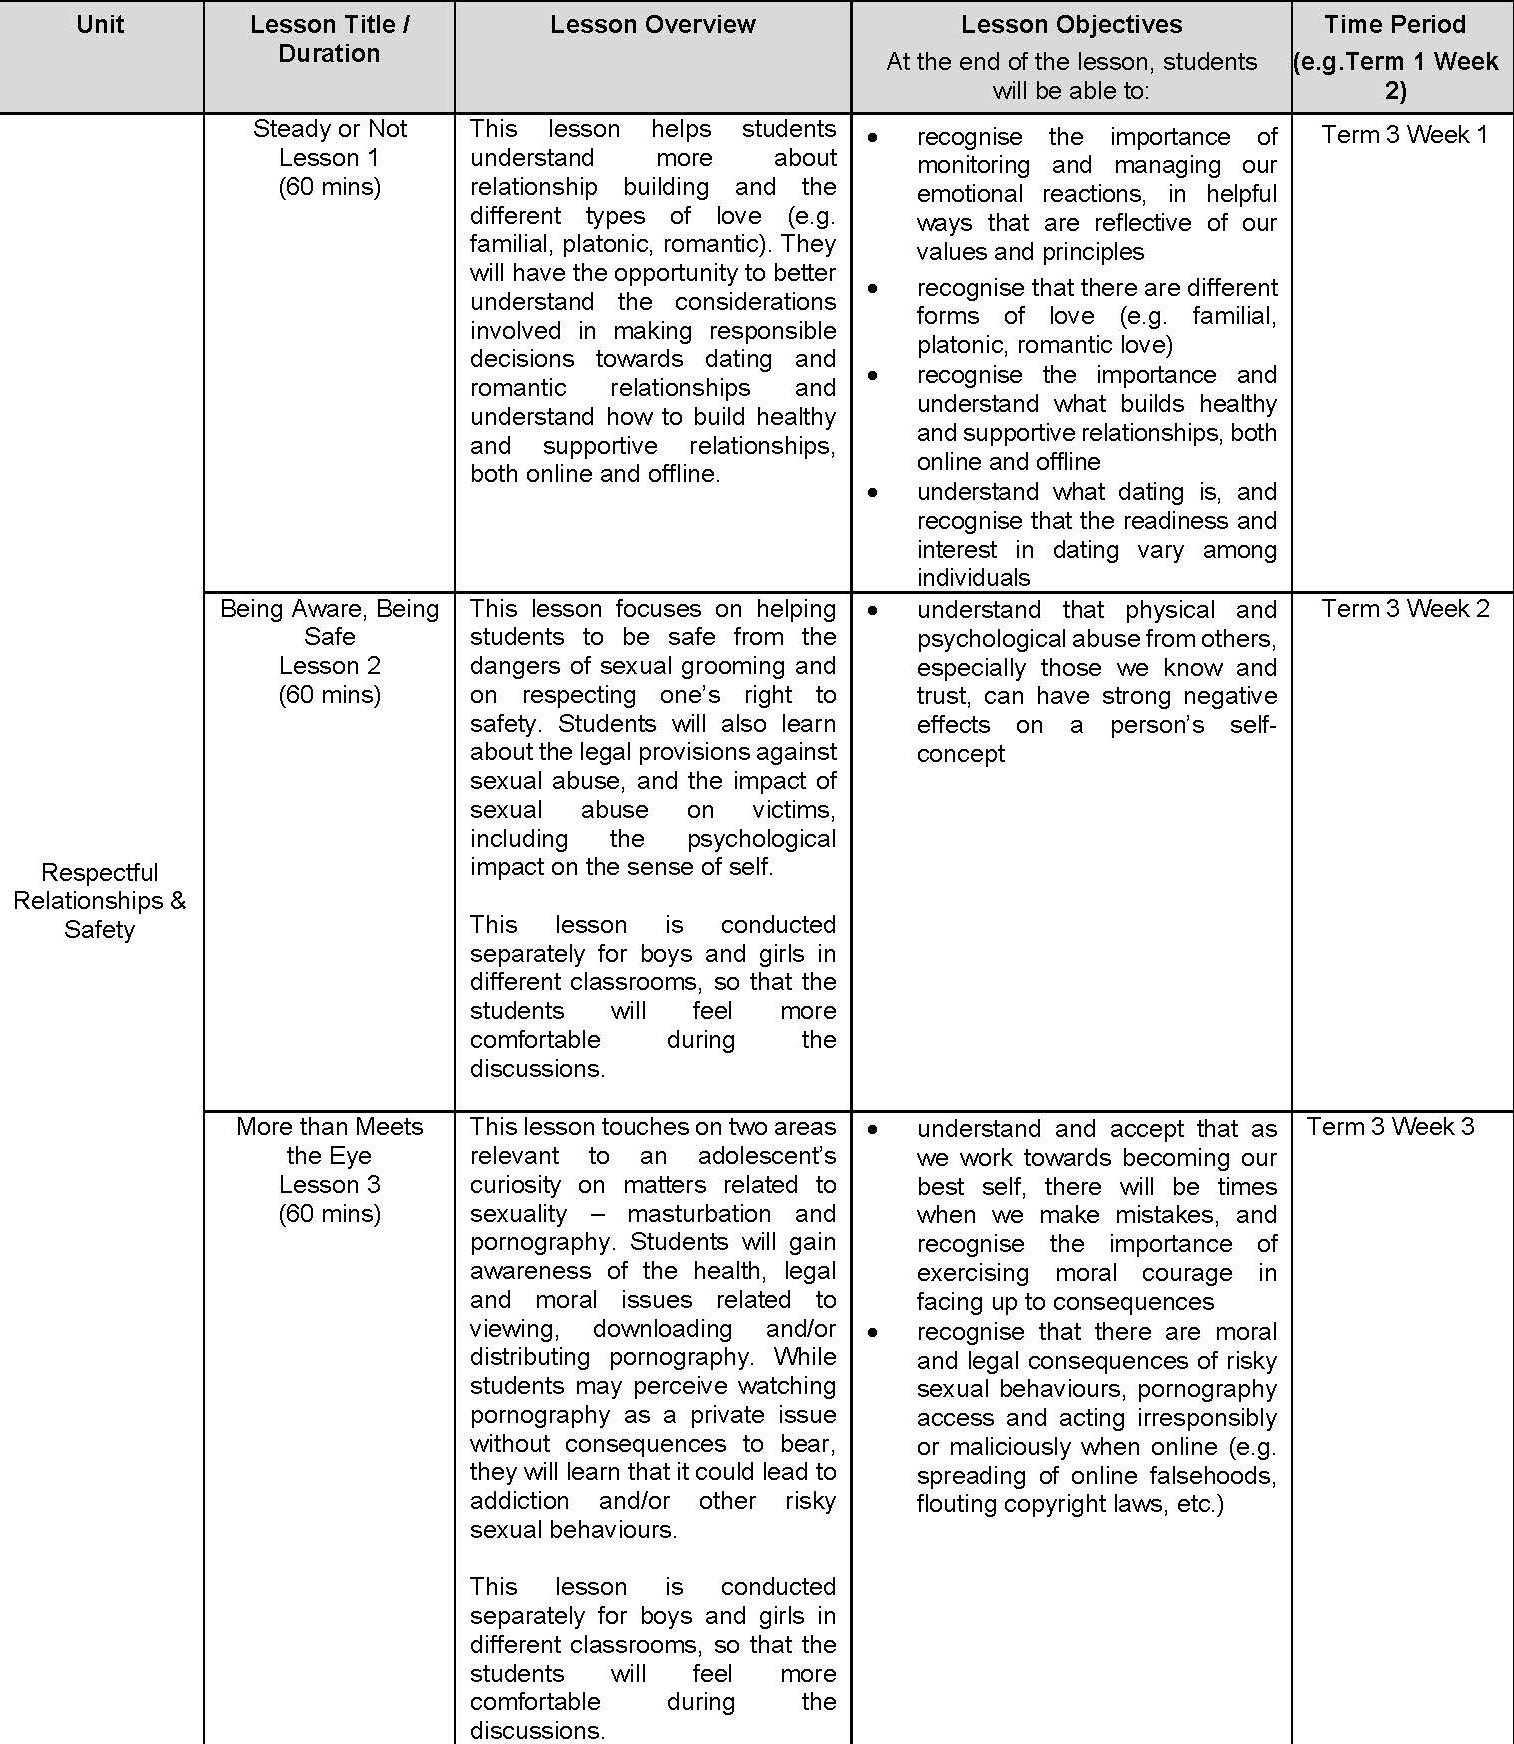 Unit
Lesson Title /
Duration
Lesson Overview
Lesson Objectives
At the end of the lesson, students
will be able to:
Time Period
(e.g.Term 1 Week
2)
Respectful
Relationships &
Safety
Steady or Not
Lesson 1
(60 mins)
This lesson helps students
understand more about
relationship building and the
different types of love (e.g.
familial, platonic, romantic). They
will have the opportunity to better
understand the considerations
involved in making responsible
decisions towards dating and
romantic relationships and
understand how to build healthy
and supportive relationships,
both online and offline.
• recognise the importance of
monitoring and managing our
emotional reactions, in helpful
ways that are reflective of our
values and principles
• recognise that there are different
forms of love (e.g. familial,
platonic, romantic love)
• recognise the importance and
understand what builds healthy
and supportive relationships, both
online and offline
• understand what dating is, and
recognise that the readiness and
interest in dating vary among
individuals
Term 3 Week 1
Being Aware, Being
Safe
Lesson 2
(60 mins)
This lesson focuses on helping
students to be safe from the
dangers of sexual grooming and
on respecting one’s right to
safety. Students will also learn
about the legal provisions against
sexual abuse, and the impact of
sexual abuse on victims,
including the psychological
impact on the sense of self.
This lesson is conducted
separately for boys and girls in
different classrooms, so that the
students will feel more
comfortable during the
discussions.
• understand that physical and
psychological abuse from others,
especially those we know and
trust, can have strong negative
effects on a person’s self-
concept
Term 3 Week 2
More than Meets
the Eye
Lesson 3
(60 mins)
This lesson touches on two areas
relevant to an adolescent’s
curiosity on matters related to
sexuality – masturbation and
pornography. Students will gain
awareness of the health, legal
and moral issues related to
viewing, downloading and/or
distributing pornography. While
students may perceive watching
pornography as a private issue
without consequences to bear,
they will learn that it could lead to
addiction and/or other risky
sexual behaviours.
This lesson is conducted
separately for boys and girls in
different classrooms, so that the
students will feel more
comfortable during the
discussions.
• understand and accept that as
we work towards becoming our
best self, there will be times
when we make mistakes, and
recognise the importance of
exercising moral courage in
facing up to consequences
• recognise that there are moral
and legal consequences of risky
sexual behaviours, pornography
access and acting irresponsibly
or maliciously when online (e.g.
spreading of online falsehoods,
flouting copyright laws, etc.)
Term 3 Week 3